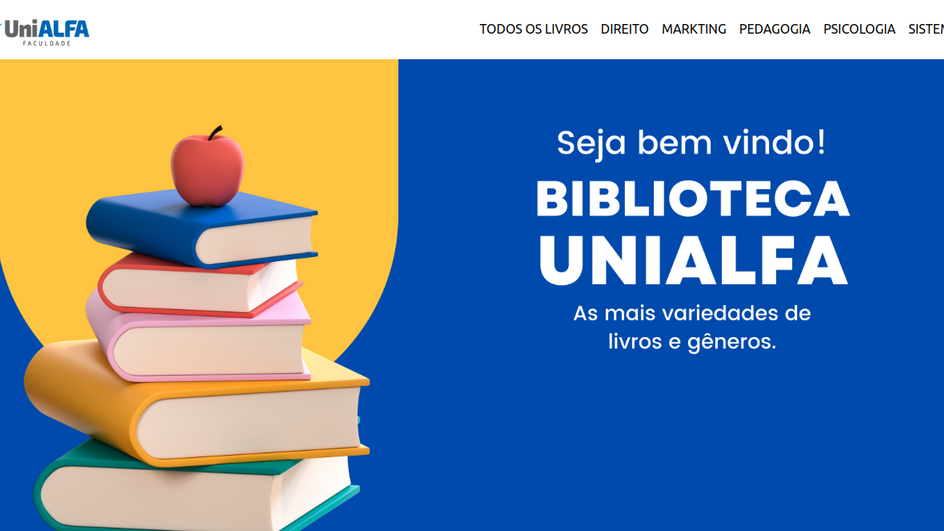 UniALFA
FACULDADE
TODOS OS LIVROS DIREITO MARKTING PEDAGOGIA PSICOLOGIA SISTEM
Seja bem vindo!
BIBLIOTECA
UNIALFA
As mais variedades de
livros e gêneros.